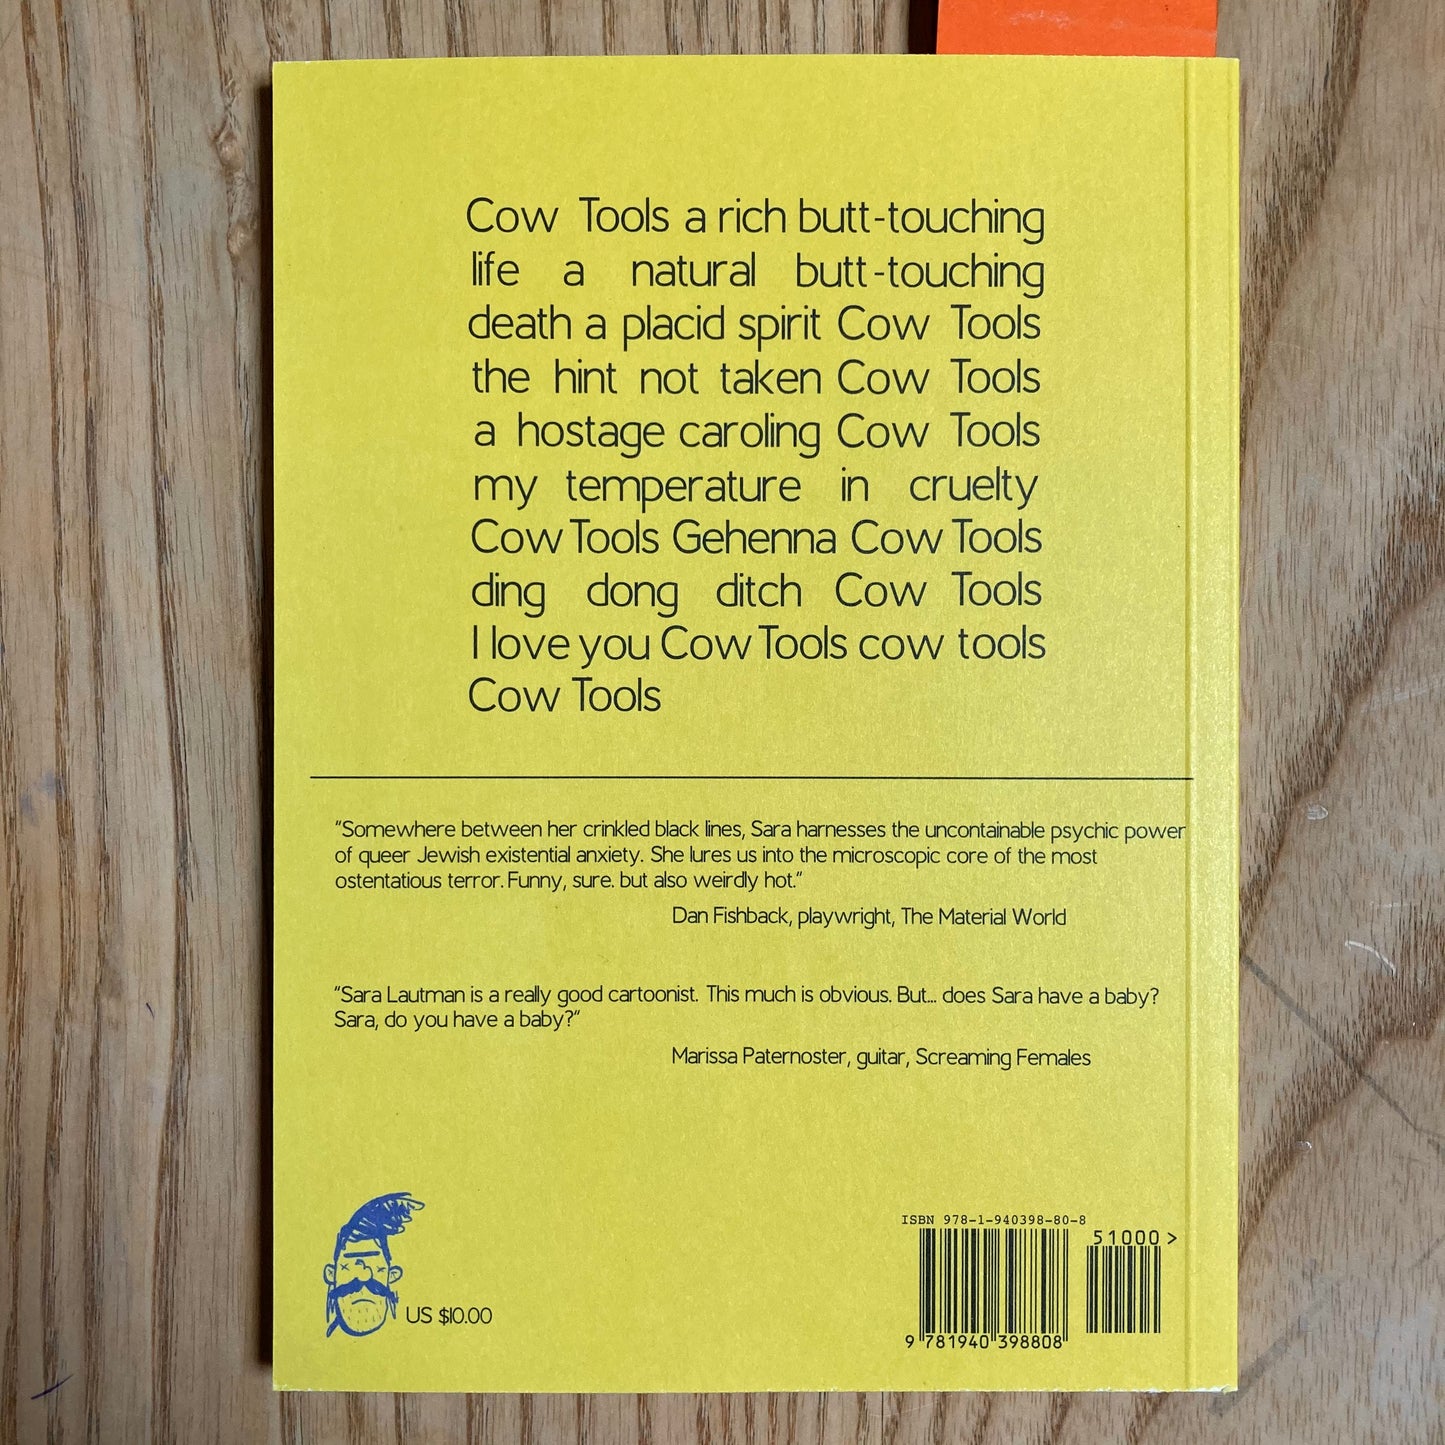 Cow Tools a rich butt-touching
life a natural butt-touching
death a placid spirit Cow Tools
the hint not taken Cow Tools
a hostage caroling Cow Tools
my temperature in cruelty
Cow Tools Gehenna Cow Tools
ding dong ditch Cow Tools
I love you Cow Tools cow tools
Cow Tools
"Somewhere between her crinkled black lines, Sara harnesses the uncontainable psychic power
of queer Jewish existential anxiety. She lures us into the microscopic core of the most
ostentatious terror. Funny, sure. but also weirdly hot."
Dan Fishback, playwright, The Material World
"Sara Lautman is a really good cartoonist. This much is obvious. But... does Sara have a baby?
Sara, do you have a baby?"
Marissa Paternoster, guitar, Screaming Females
US $10.00
ISBN 978-1-940398-80-8
51000 >
9 781940 398808